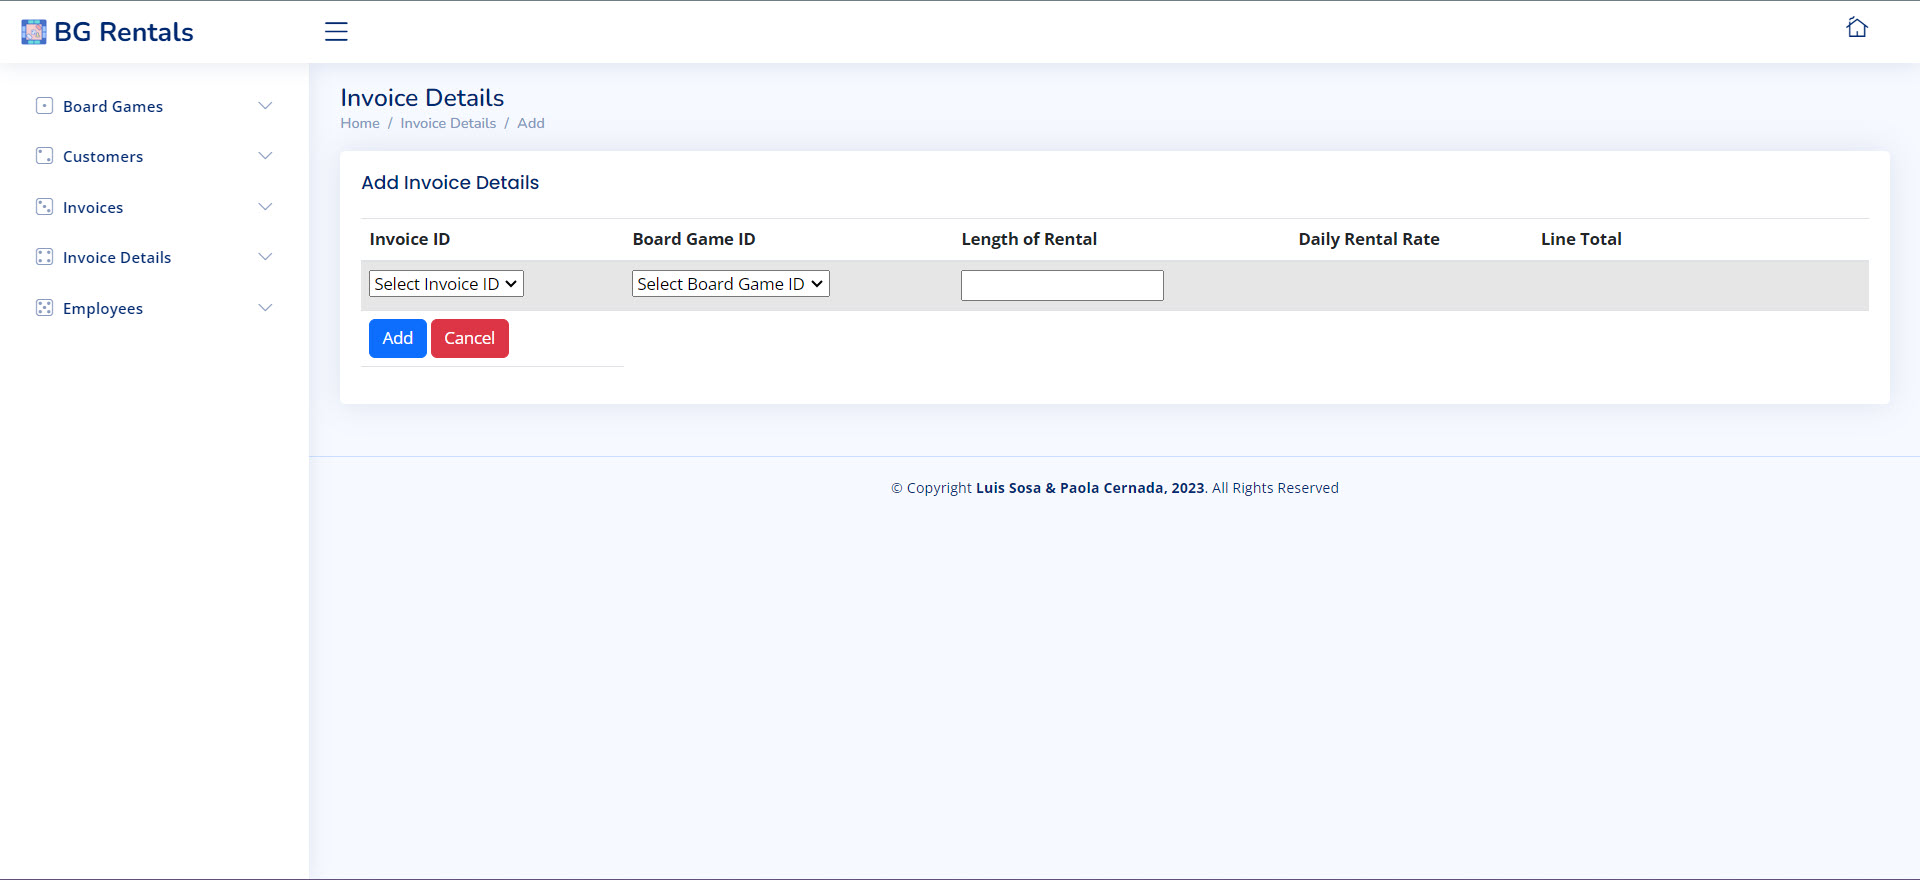 BG Rentals
Board Games
Customers
Invoices
Invoice Details
Employees
Invoice Details
Home / Invoice Details / Add
Add Invoice Details
Invoice ID Board Game ID Length of Rental Daily Rental Rate Line Total
Select Invoice ID Select Board Game ID
Add Cancel
© Copyright Luis Sosa & Paola Cernada, 2023. All Rights Reserved